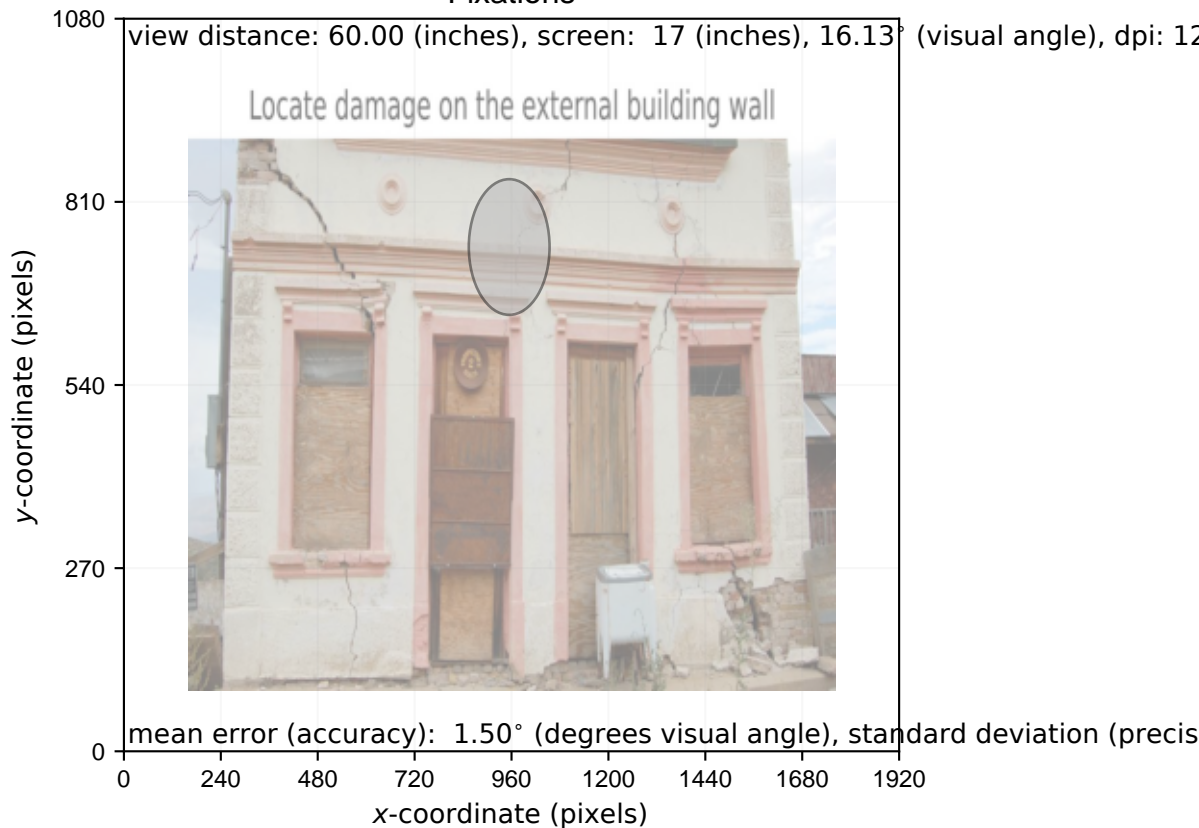 Fixations
view distance: 60.00 (inches), screen:  17 (inches), 16.13° (visual angle), dpi: 12
Locate damage on the external building wall
mean error (accuracy):  1.50° (degrees visual angle), standard deviation (precis
y-coordinate (pixels)
1080
810
540
270
0
0 240 480 720 960 1200 1440 1680 1920
x-coordinate (pixels)